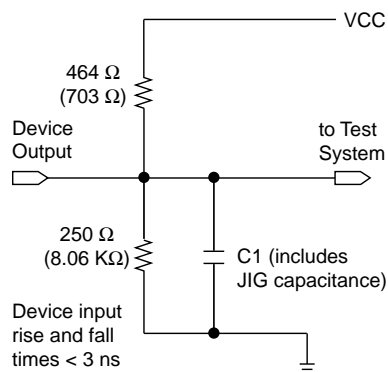 VCC
464 Ω
(703 Ω)
Device
Output
to Test
System
250 Ω
(8.06 KΩ)
C1 (includes
JIG capacitance)
Device input
rise and fall
times < 3 ns